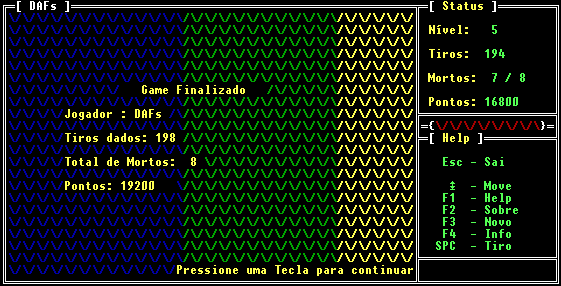 [ DAFs ]
Game Finalizado
Jogador : DAFs
Tiros dados: 198
Total de Mortos: 8
Pontos: 19200
Pressione uma Tecla para continuar
[ Status ]
Nível: 5
Tiros: 194
Mortos: 7 / 8
Pontos: 16800
[ Help ]
Esc - Sai
↕ - Move
F1 - Help
F2 - Sobre
F3 - Novo
F4 - Info
SPC - Tiro